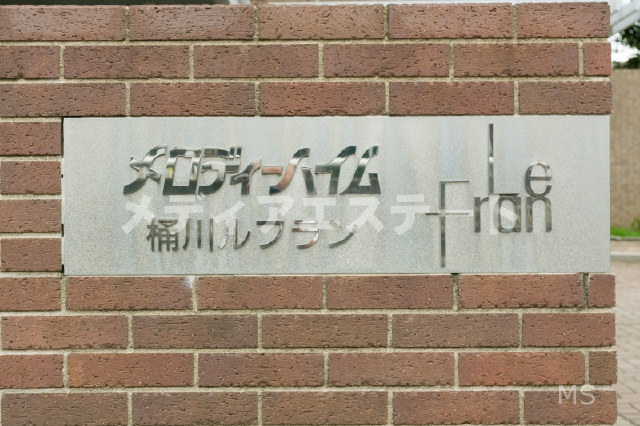 メロディーハイム
桶川ルフラン
Le
Fran
メディアエステート
MS